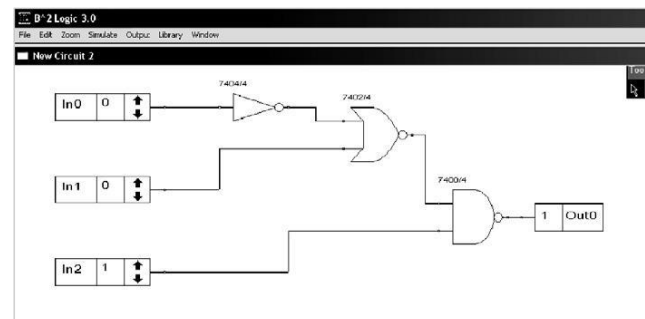 B^2 Logic 3.0
File Edit Zoom Simulate Output Library Window
New Circuit 2
Too
7404/4
In0 0
7402/4
In1 0
7400/4
1 Out0
In2 1